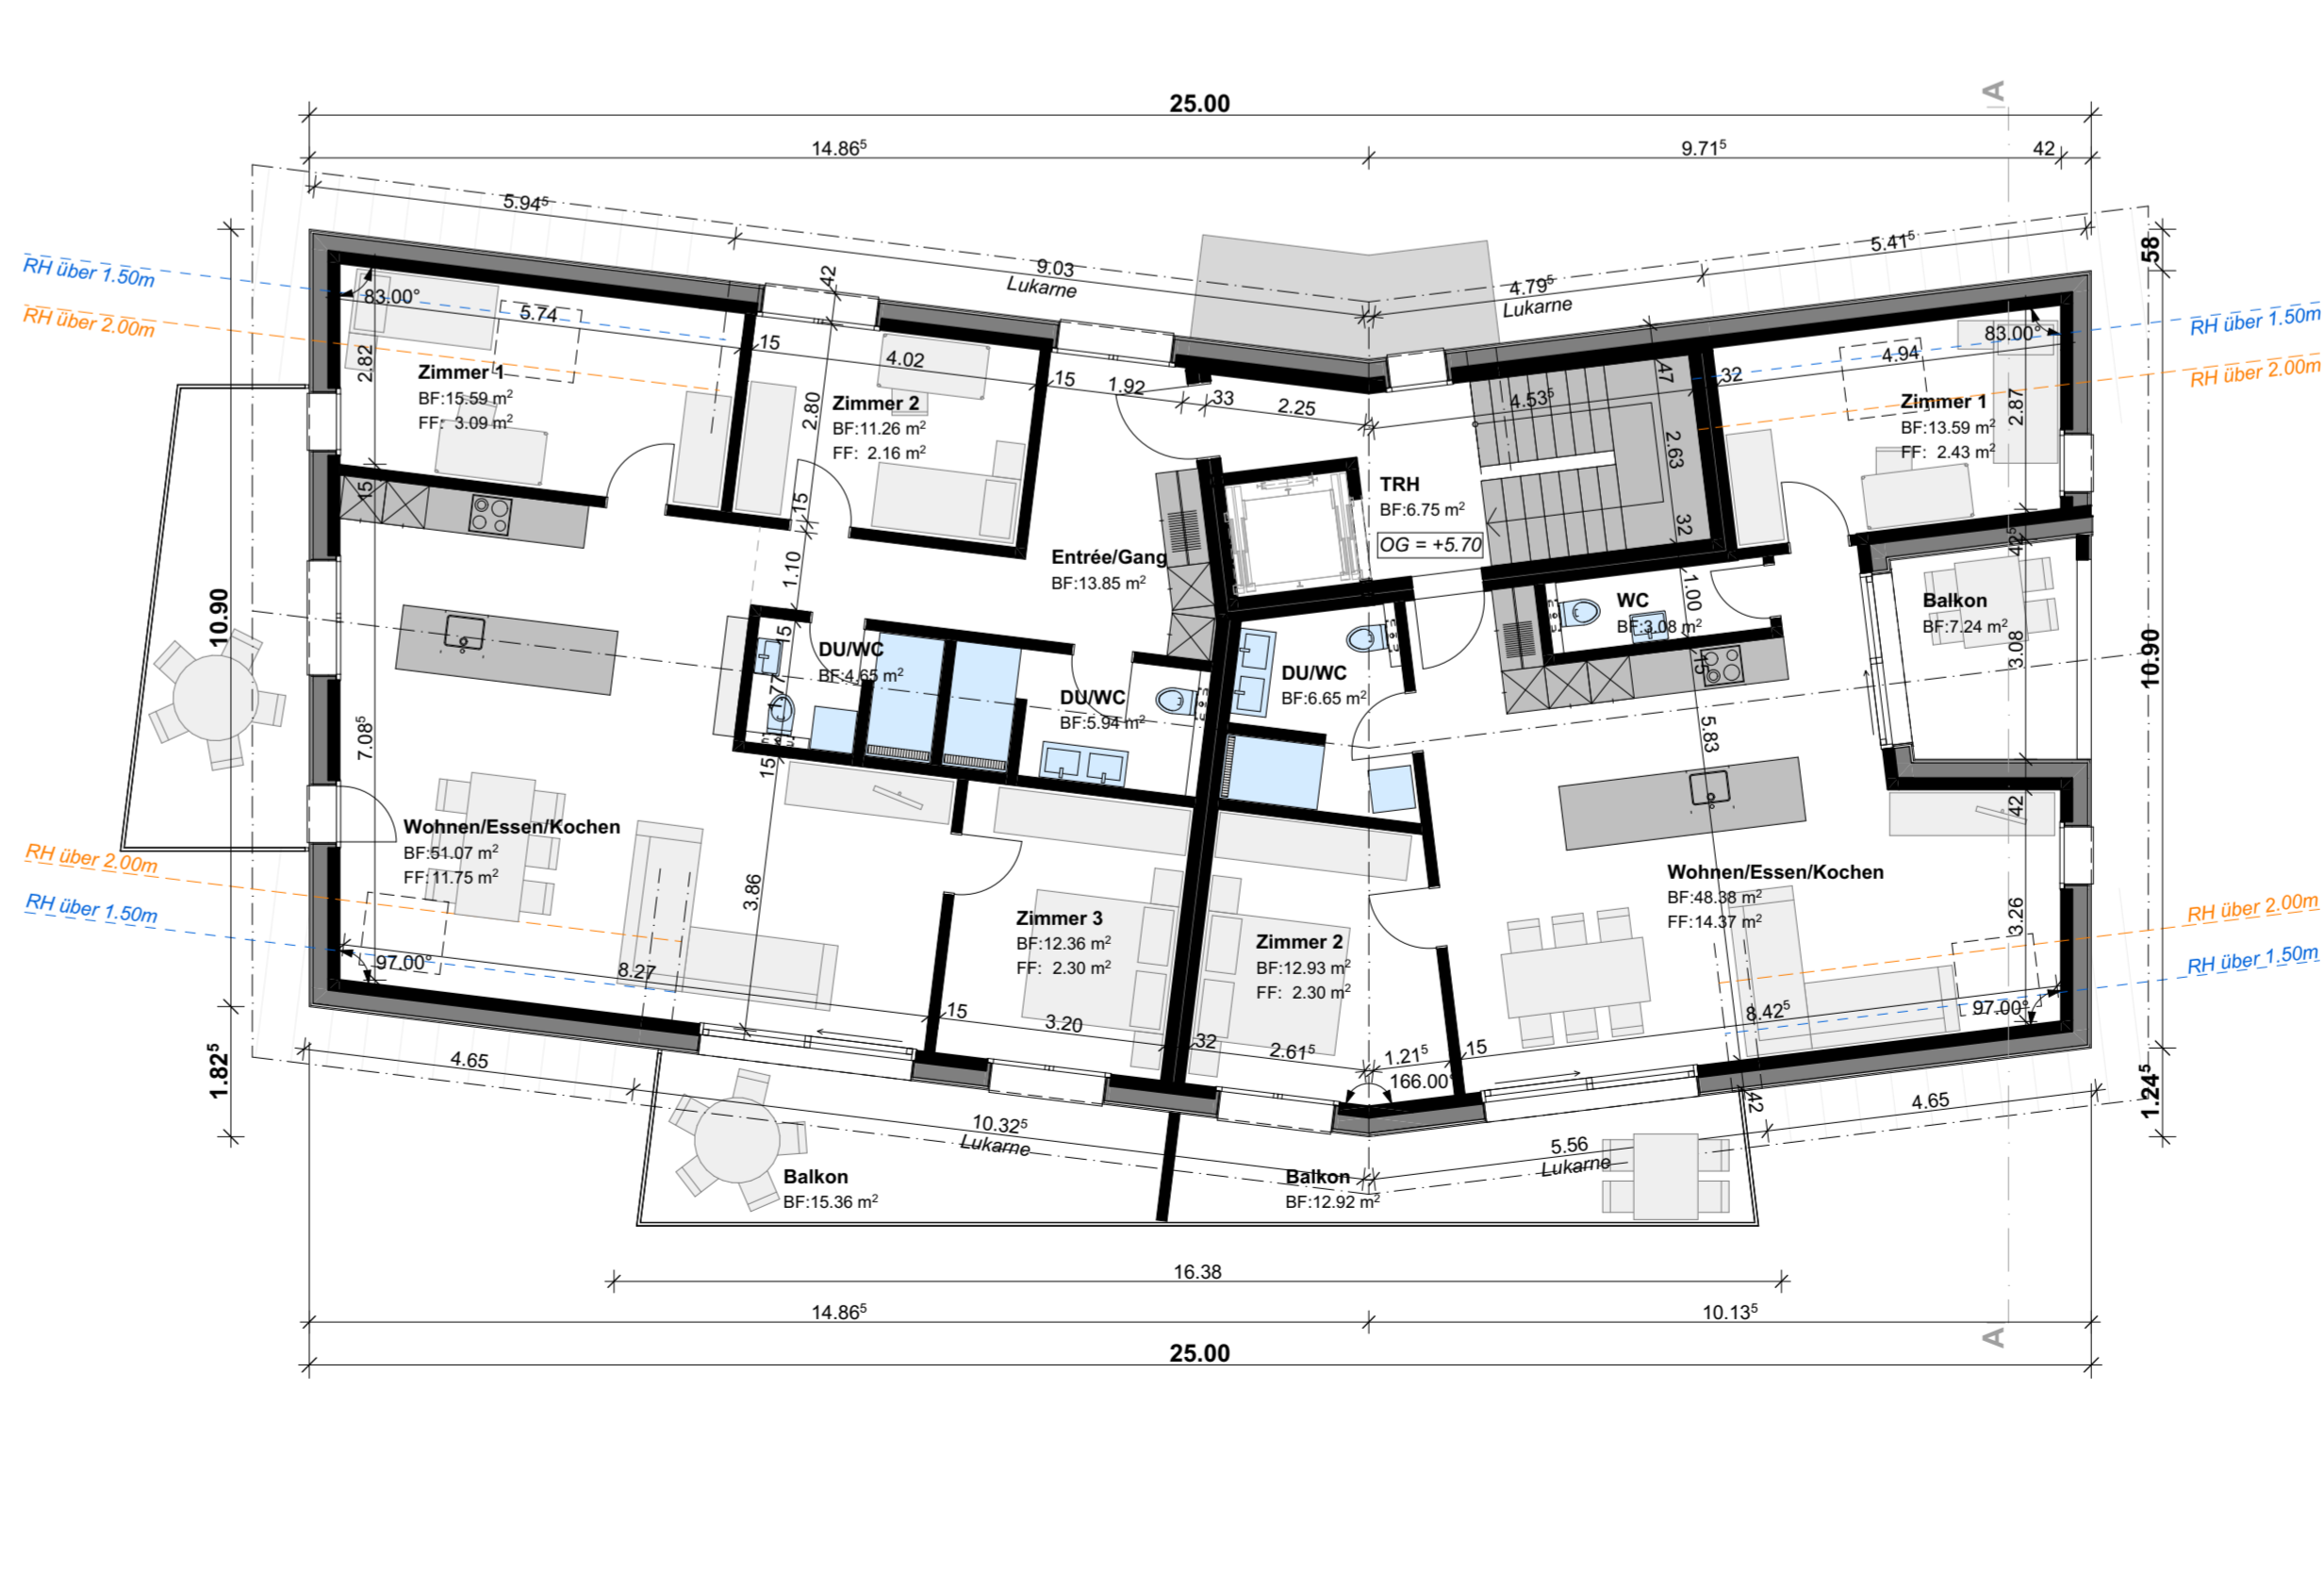 A
25.00
14.86⁵
9.71⁵
42
5.94⁵
9.03
Lukarne
4.79⁵
Lukarne
5.41⁵
58
42
RH über 1.50m
RH über 2.00m
RH über 1.50m
RH über 2.00m
83.00°
5.74
15
4.02
15
1.92
33
2.25
4.53⁵
47
32
4.94
83.00°
2.82
Zimmer 1
BF:15.59 m²
FF: 3.09 m²
2.80
Zimmer 2
BF:11.26 m²
FF: 2.16 m²
2.63
Zimmer 1
BF:13.59 m²
FF: 2.43 m²
2.87
TRH
BF:6.75 m²
OG = +5.70
15
15
32
42⁵
Entrée/Gang
BF:13.85 m²
1.10
1.00
WC
BF:3.08 m²
Balkon
BF:7.24 m²
3.08
10.90
10.90
15
DU/WC
BF:4.65 m²
1.77
DU/WC
BF:5.94 m²
DU/WC
BF:6.65 m²
15
15
7.08⁵
5.83
42
Wohnen/Essen/Kochen
BF:51.07 m²
FF:11.75 m²
3.86
Wohnen/Essen/Kochen
BF:48.38 m²
FF:14.37 m²
3.26
RH über 2.00m
RH über 1.50m
RH über 2.00m
RH über 1.50m
Zimmer 3
BF:12.36 m²
FF: 2.30 m²
Zimmer 2
BF:12.93 m²
FF: 2.30 m²
97.00°
8.27
15
3.20
32
2.61⁵
1.21⁵
15
8.42⁵
97.00°
166.00°
1.82⁵
4.65
42
4.65
1.24⁵
10.32⁵
Lukarne
5.56
Lukarne
Balkon
BF:15.36 m²
Balkon
BF:12.92 m²
16.38
14.86⁵
10.13⁵
A
25.00